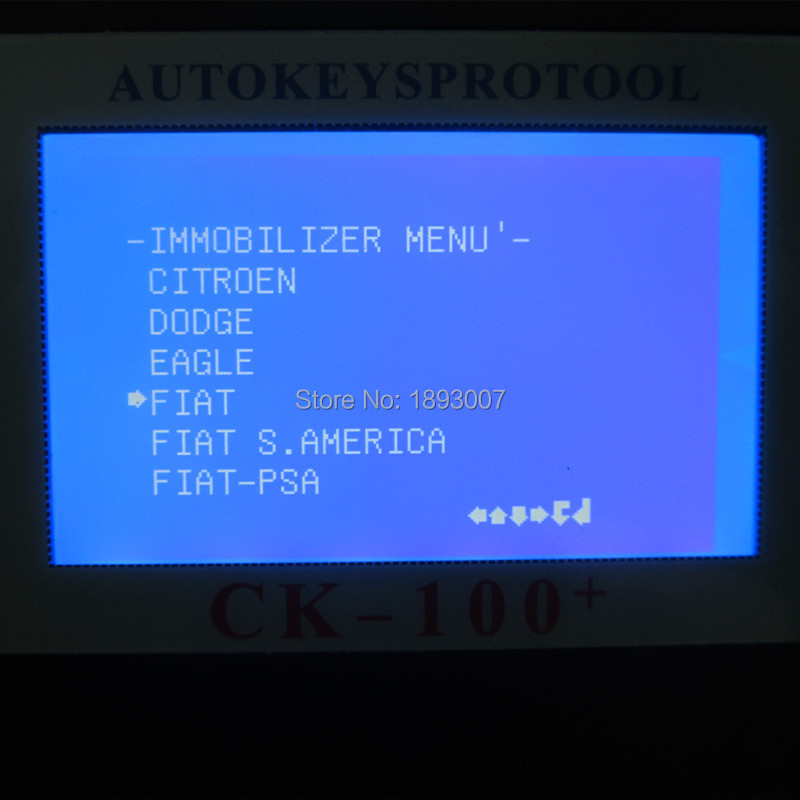 AUTOKEYSPROTOOL
-IMMOBILIZER MENU'-
CITROEN
DODGE
EAGLE
FIAT
Store No: 1893007
FIAT S.AMERICA
FIAT-PSA
CK-100+